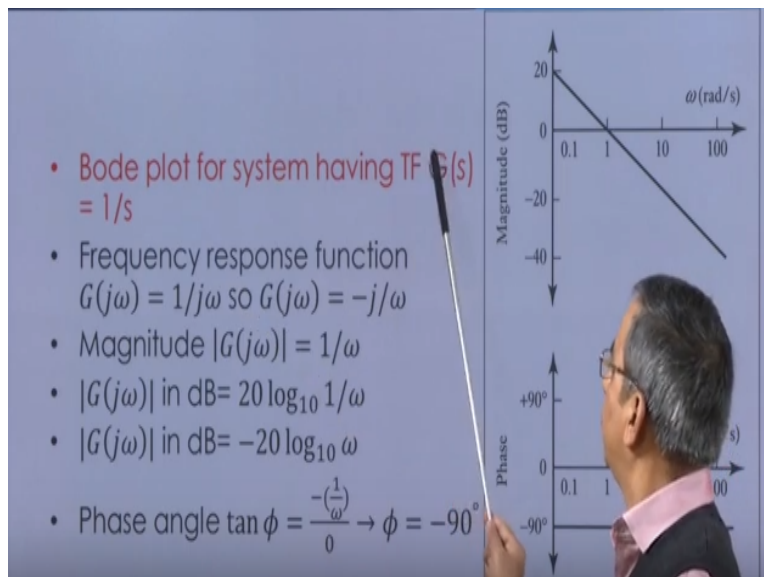 • Bode plot for system having TF G(s)
= 1/s
• Frequency response function
G(jω) = 1/jω so G(jω) = −j/ω
• Magnitude |G(jω)| = 1/ω
• |G(jω)| in dB= 20 log₁₀ 1/ω
• |G(jω)| in dB= −20 log₁₀ ω
• Phase angle tan ϕ = −(1/ω)/0 → ϕ = −90°
Magnitude (dB)
20
ω(rad/s)
0
0.1 1 10 100
−20
−40
Phase
+90°
s)
0
0.1 1 00
−90°